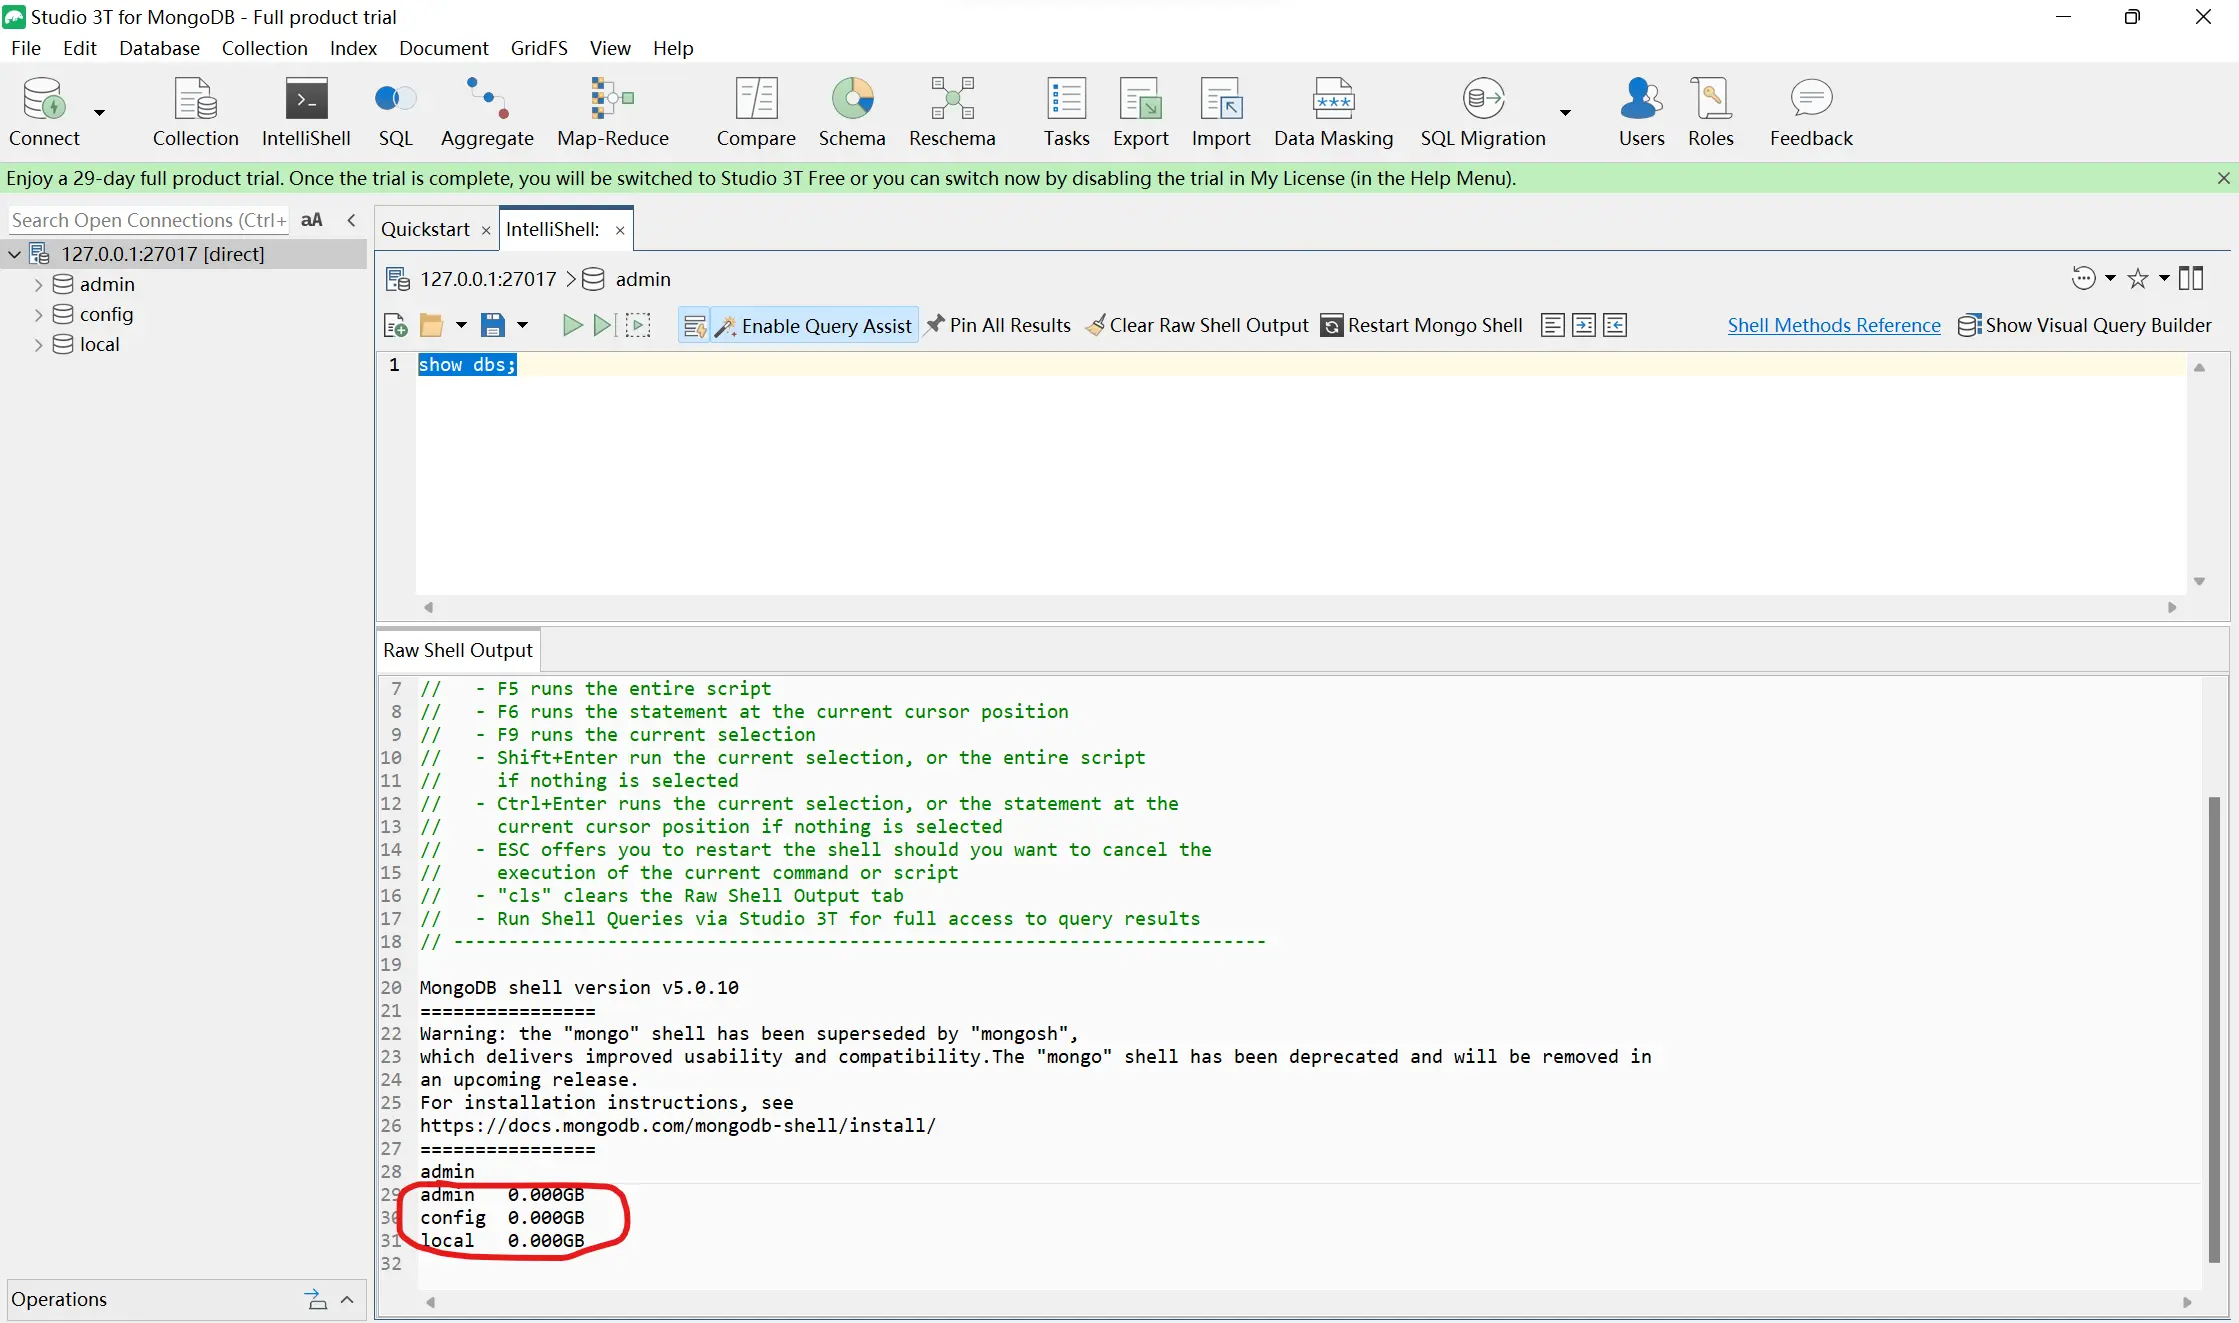 Studio 3T for MongoDB - Full product trial
File Edit Database Collection Index Document GridFS View Help
Connect Collection IntelliShell SQL Aggregate Map-Reduce Compare Schema Reschema Tasks Export Import Data Masking SQL Migration Users Roles Feedback
Enjoy a 29-day full product trial. Once the trial is complete, you will be switched to Studio 3T Free or you can switch now by disabling the trial in My License (in the Help Menu).
Search Open Connections (Ctrl+ aA
127.0.0.1:27017 [direct]
admin
config
local
Quickstart IntelliShell:
127.0.0.1:27017 admin
Enable Query Assist Pin All Results Clear Raw Shell Output Restart Mongo Shell Shell Methods Reference Show Visual Query Builder
1 show dbs;
Raw Shell Output
7 //   - F5 runs the entire script
8 //   - F6 runs the statement at the current cursor position
9 //   - F9 runs the current selection
10 //   - Shift+Enter run the current selection, or the entire script
11 //     if nothing is selected
12 //   - Ctrl+Enter runs the current selection, or the statement at the
13 //     current cursor position if nothing is selected
14 //   - ESC offers you to restart the shell should you want to cancel the
15 //     execution of the current command or script
16 //   - "cls" clears the Raw Shell Output tab
17 //   - Run Shell Queries via Studio 3T for full access to query results
18 // --------------------------------------------------------------------------
19
20 MongoDB shell version v5.0.10
21 ================
22 Warning: the "mongo" shell has been superseded by "mongosh",
23 which delivers improved usability and compatibility.The "mongo" shell has been deprecated and will be removed in
24 an upcoming release.
25 For installation instructions, see
26 https://docs.mongodb.com/mongodb-shell/install/
27 ================
28 admin
29 admin   0.000GB
30 config  0.000GB
31 local   0.000GB
32
Operations